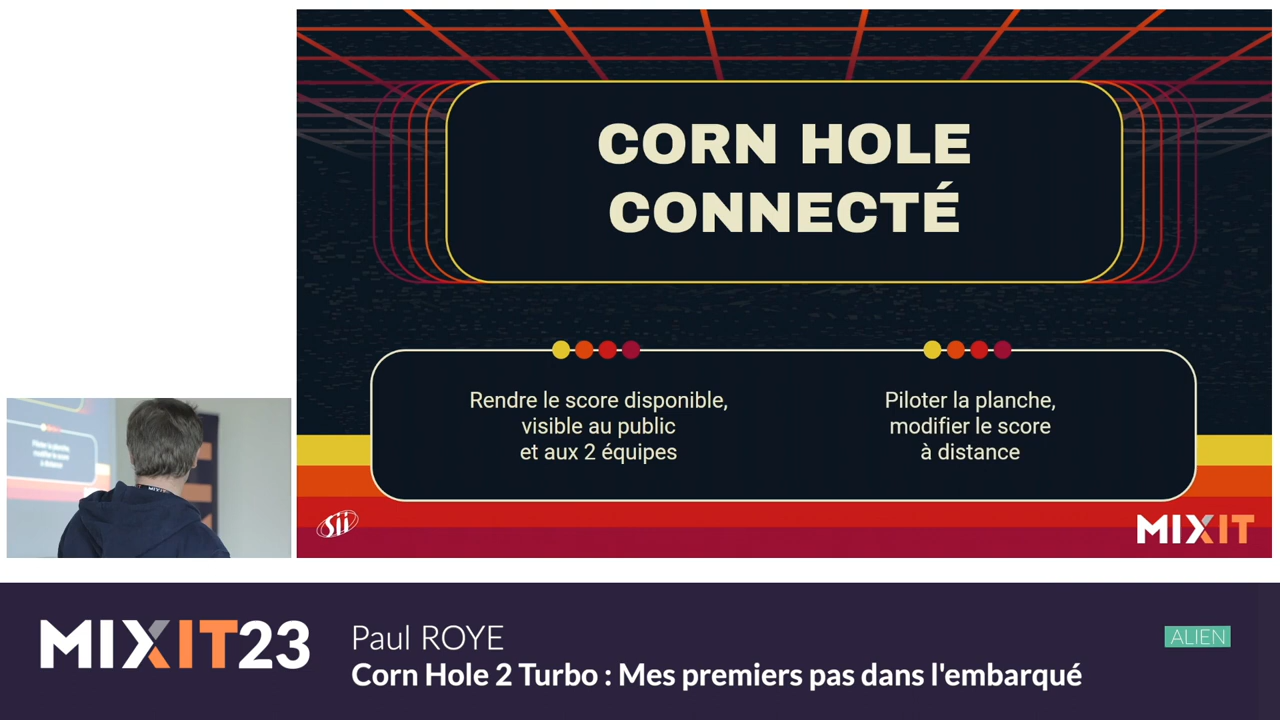 CORN HOLE
CONNECTÉ
Rendre le score disponible,
visible au public
et aux 2 équipes
Piloter la planche,
modifier le score
à distance
Sii
MIXIT
MIXIT23
Paul ROYE
ALIEN
Corn Hole 2 Turbo : Mes premiers pas dans l'embarqué